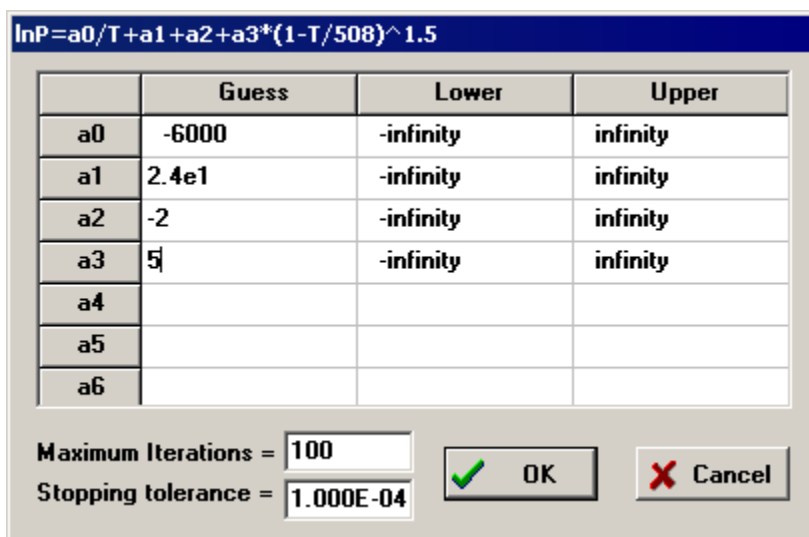 lnP=a0/T+a1+a2+a3*(1-T/508)^1.5
Guess Lower Upper
a0 -6000 -infinity infinity
a1 2.4e1 -infinity infinity
a2 -2 -infinity infinity
a3 5 -infinity infinity
a4
a5
a6
Maximum Iterations = 100
Stopping tolerance = 1.000E-04
OK Cancel